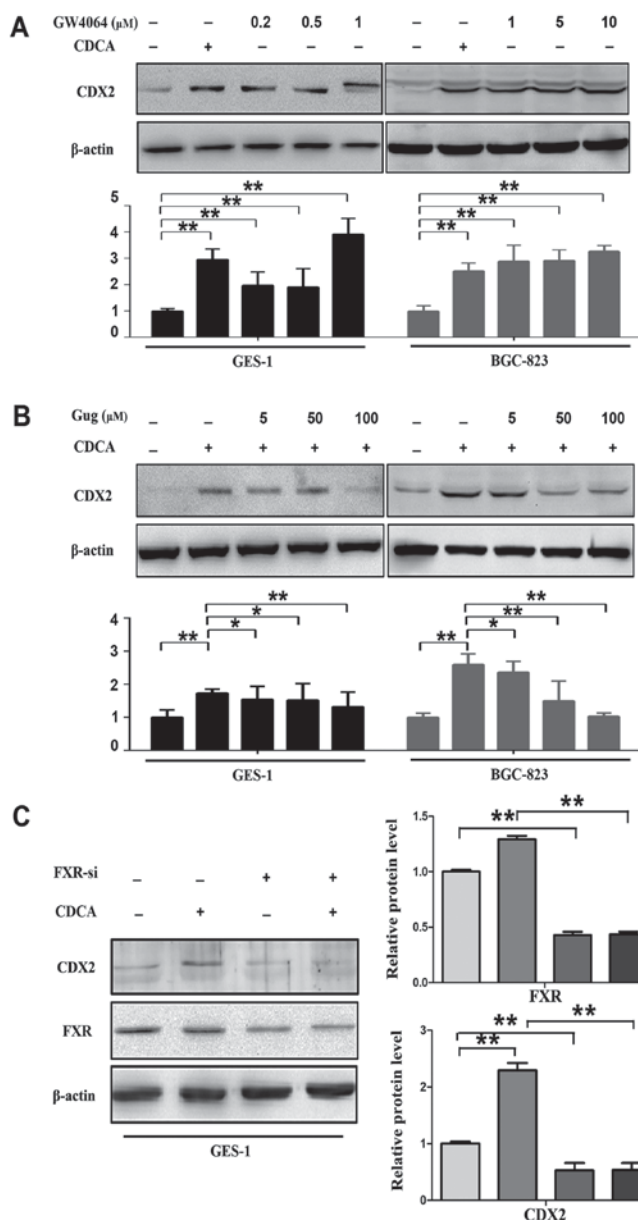 A
GW4064 (μM) – – 0.2 0.5 1 – – 1 5 10
CDCA – + – – – – + – – –
CDX2
β-actin
** ** ** ** ** ** ** **
5
4
3
2
1
0
GES-1 BGC-823
B
Gug (μM) – – 5 50 100 – – 5 50 100
CDCA – + + + + – + + + +
CDX2
β-actin
** * * ** ** * ** **
4
3
2
1
0
GES-1 BGC-823
C
FXR-si – – + +
CDCA – + – +
CDX2
FXR
β-actin
GES-1
Relative protein level
1.5
1.0
0.5
0.0
** **
FXR
Relative protein level
3
2
1
0
** ** **
CDX2